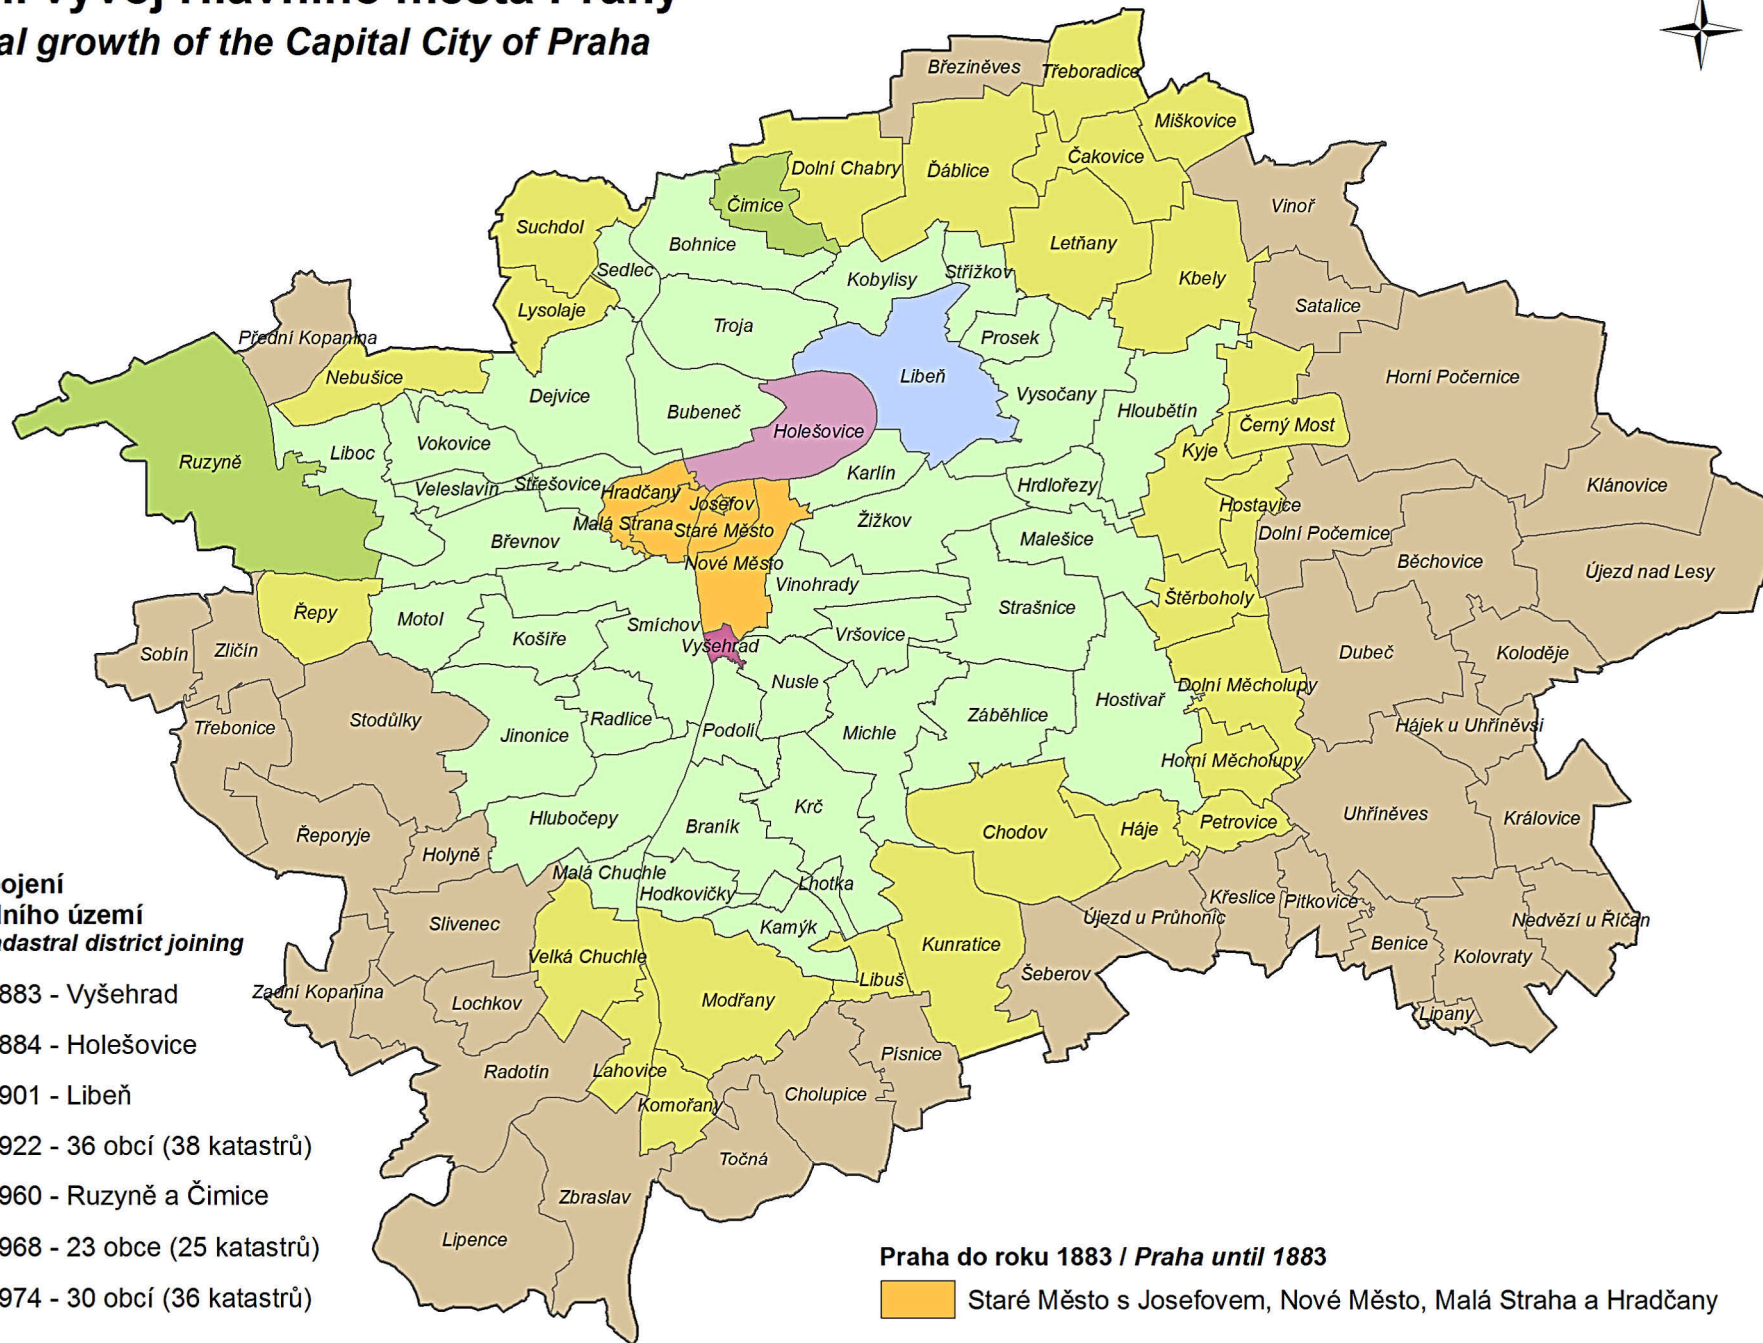 al growth of the Capital City of Praha
Březiněves
Třeboradice
Miškovice
Čakovice
Dolní Chabry
Ďáblice
Čimice
Vinoř
Suchdol
Bohnice
Letňany
Sedlec
Kobylisy
Střížkov
Kbely
Lysolaje
Satalice
Troja
Přední Kopanina
Prosek
Nebušice
Libeň
Horní Počernice
Dejvice
Vysočany
Bubeneč
Hloubětín
Holešovice
Černý Most
Vokovice
Liboc
Kyje
Ruzyně
Karlín
Střešovice
Hrdlořezy
Klánovice
Veleslavín
Hradčany
Josefov
Hostavice
Malá Strana
Staré Město
Žižkov
Dolní Počernice
Břevnov
Malešice
Nové Město
Běchovice
Újezd nad Lesy
Vinohrady
Štěrboholy
Řepy
Motol
Strašnice
Smíchov
Košíře
Vršovice
Vyšehrad
Sobín
Zličín
Dubeč
Koloděje
Nusle
Dolní Měcholupy
Hostivař
Stodůlky
Radlice
Záběhlice
Třebonice
Jinonice
Podolí
Michle
Hájek u Uhříněvsi
Horní Měcholupy
Krč
Uhříněves
Hlubočepy
Braník
Chodov
Háje
Petrovice
Královice
Řeporyje
Holyně
Malá Chuchle
Hodkovičky
Lhotka
Křeslice
Pitkovice
Újezd u Průhonic
Nedvězí u Říčan
Slivenec
Kamýk
Kunratice
Benice
Kolovraty
Velká Chuchle
Šeberov
Libuš
Zadní Kopanina
Lochkov
Modřany
Lipany
Písnice
Radotín
Lahovice
Cholupice
Komořany
Točná
Zbraslav
Lipence
ojení
lního území
adastral district joining
883 - Vyšehrad
884 - Holešovice
901 - Libeň
922 - 36 obcí (38 katastrů)
960 - Ruzyně a Čimice
968 - 23 obce (25 katastrů)
974 - 30 obcí (36 katastrů)
Praha do roku 1883 / Praha until 1883
Staré Město s Josefovem, Nové Město, Malá Straha a Hradčany